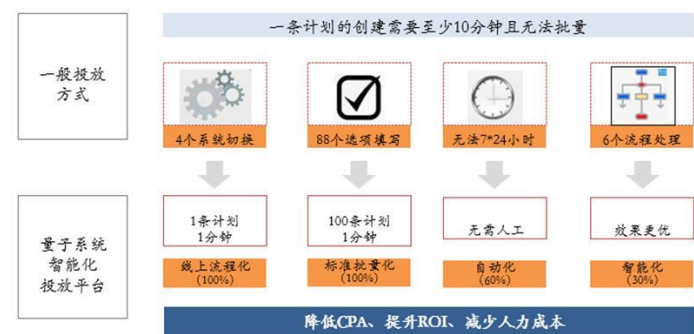 一条计划的创建需要至少10分钟且无法批量
一般投放
方式
4个系统切换
88个选项填写
无法7*24小时
6个流程处理
量子系统
智能化
投放平台
1条计划
1分钟
100条计划
1分钟
无需人工
效果更优
线上流程化
(100%)
标准批量化
(100%)
自动化
(60%)
智能化
(30%)
降低CPA、提升ROI、减少人力成本